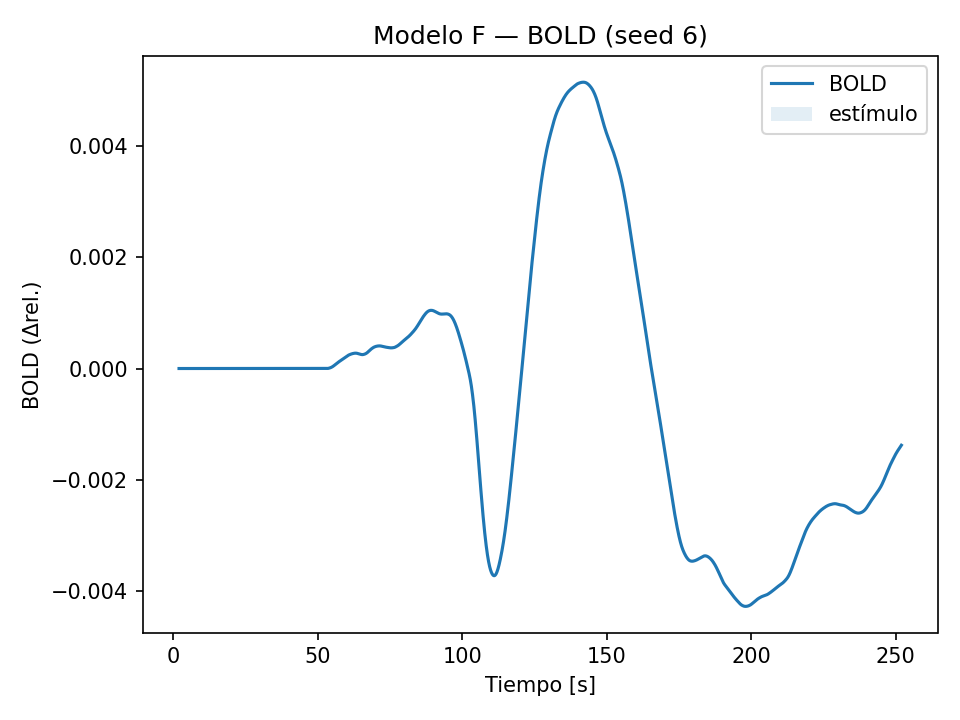 Modelo F — BOLD (seed 6)
BOLD
estímulo
0.004
0.002
0.000
−0.002
−0.004
BOLD (Δrel.)
0 50 100 150 200 250
Tiempo [s]